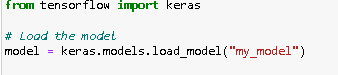 from tensorflow import keras
# Load the model
model = keras.models.load_model("my_model")